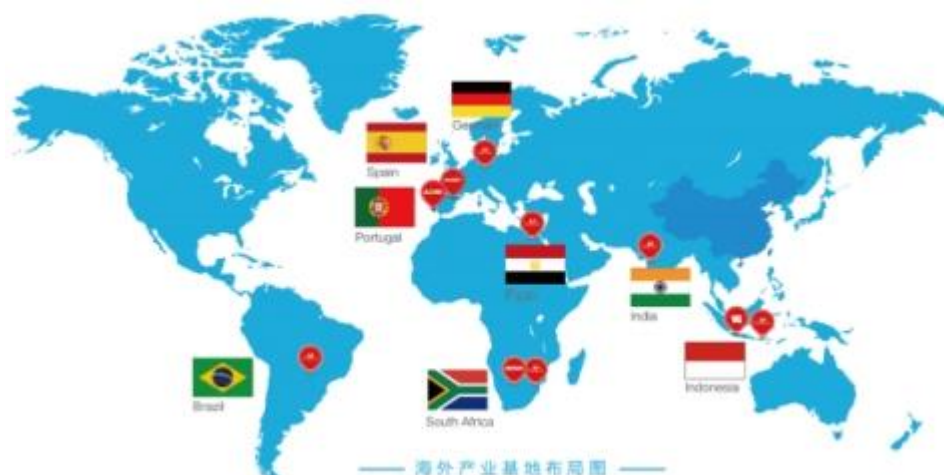 Germany
Spain
Portugal
Egypt
India
Indonesia
Brazil
South Africa
海外产业基地布局图